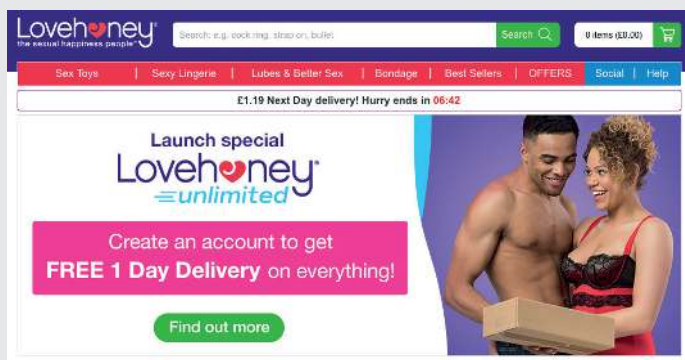 Lovehoney®
the sexual happiness people™
Search: e.g. cock ring, strap on, bullet
Search
0 items (£0.00)
Sex Toys | Sexy Lingerie | Lubes & Better Sex | Bondage | Best Sellers | OFFERS | Social | Help
£1.19 Next Day delivery! Hurry ends in 06:42
Launch special
Lovehoney®
unlimited
Create an account to get
FREE 1 Day Delivery on everything!
Find out more